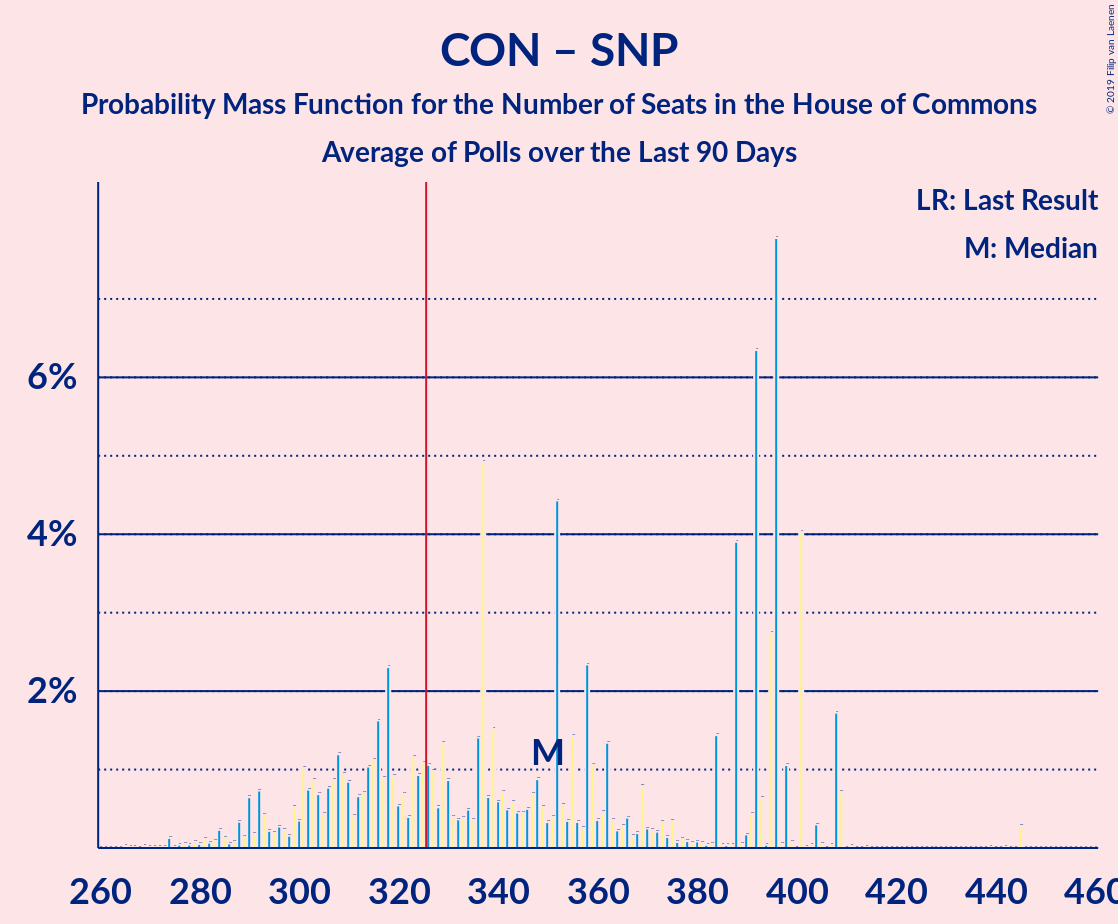 CON – SNP
Probability Mass Function for the Number of Seats in the House of Commons
Average of Polls over the Last 90 Days
© 2019 Filip van Laenen
LR: Last Result
M: Median
6%
4%
2%
M
260 280 300 320 340 360 380 400 420 440 460